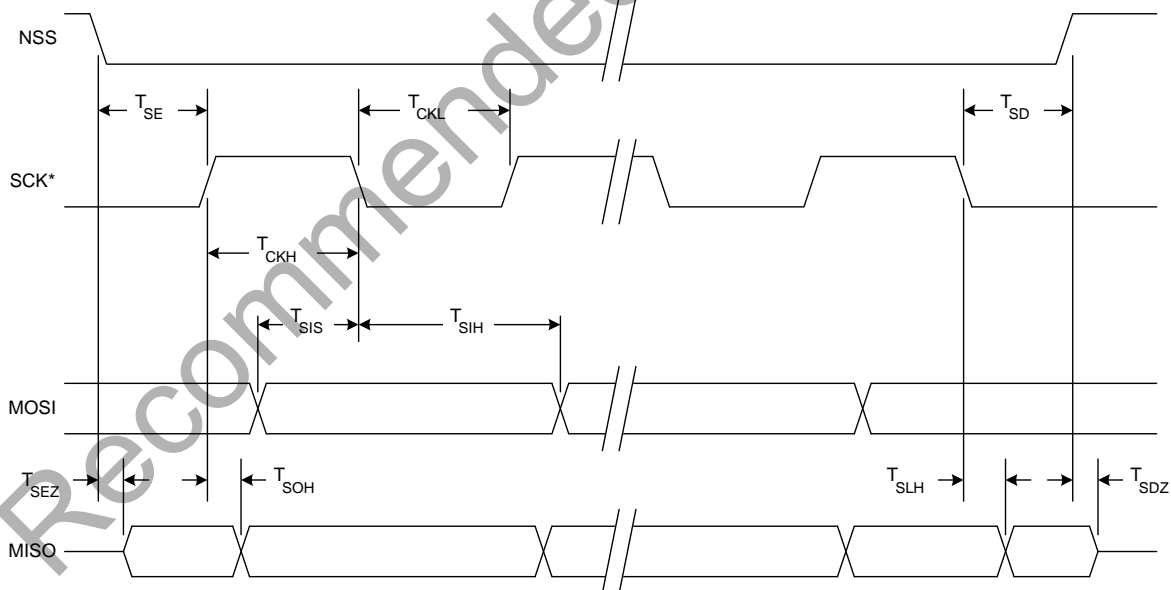 NSS
T SE
T CKL
T SD
SCK*
T CKH
T SIS
T SIH
MOSI
T SEZ
T SOH
T SLH
T SDZ
MISO
Recommended